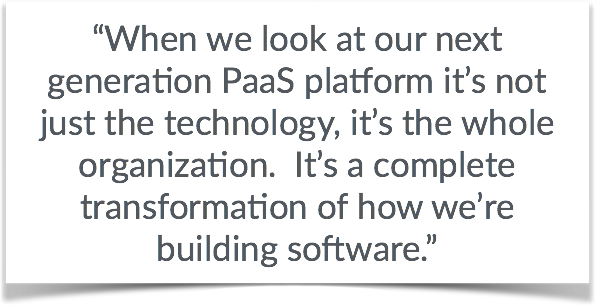 “When we look at our next
generation PaaS platform it’s not
just the technology, it’s the whole
organization.  It’s a complete
transformation of how we’re
building software.”